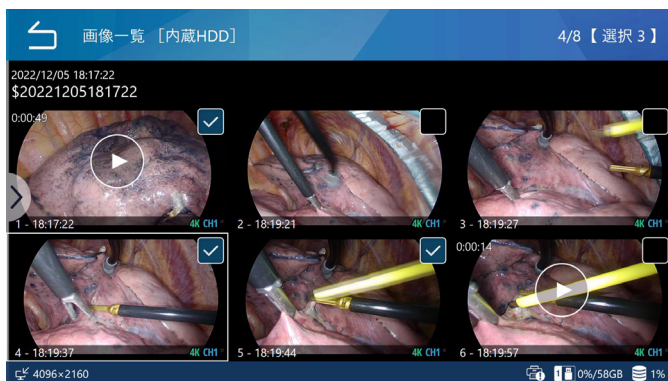 画像一覧 [内蔵HDD]
4/8【 選択 3 】
2022/12/05 18:17:22
$20221205181722
0:00:49
1 - 18:17:22 4K CH1
2 - 18:19:21 4K CH1
3 - 18:19:27 4K CH1
4 - 18:19:37 4K CH1
5 - 18:19:44 4K CH1
0:00:14
6 - 18:19:57 4K CH1
4096×2160
1 0%/58GB 1%